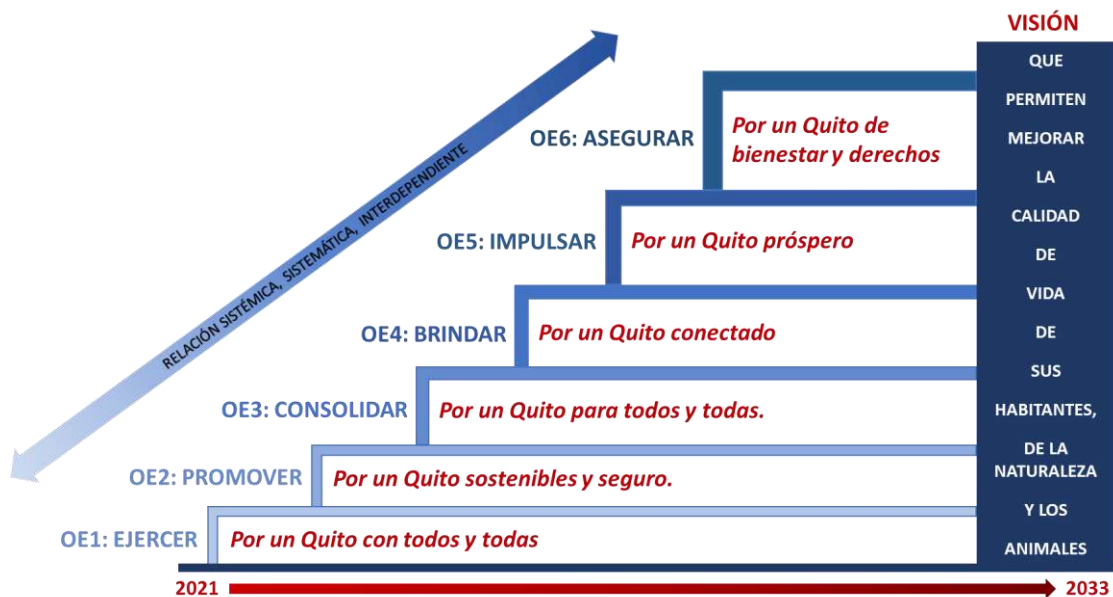 VISIÓN
QUE
PERMITEN
MEJORAR
LA
CALIDAD
DE
VIDA
DE
SUS
HABITANTES,
DE LA
NATURALEZA
Y LOS
ANIMALES
RELACIÓN SISTÉMICA, SISTEMÁTICA, INTERDEPENDIENTE
OE6: ASEGURAR
Por un Quito de
bienestar y derechos
OE5: IMPULSAR
Por un Quito próspero
OE4: BRINDAR
Por un Quito conectado
OE3: CONSOLIDAR
Por un Quito para todos y todas.
OE2: PROMOVER
Por un Quito sostenibles y seguro.
OE1: EJERCER
Por un Quito con todos y todas
2021
2033